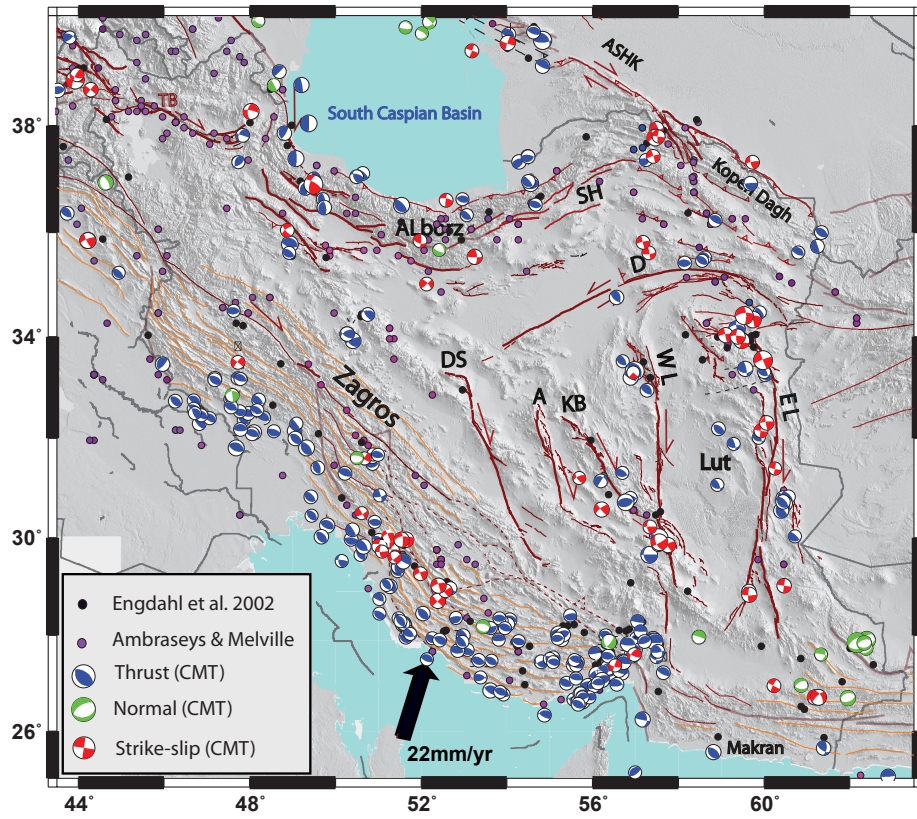 ASHK
TB
South Caspian Basin
38°
Kopeh Dagh
SH
ALborz
D
34°
DS
WL
A
KB
EL
Zagros
Lut
30°
Engdahl et al. 2002
Ambraseys & Melville
Thrust (CMT)
Normal (CMT)
Strike-slip (CMT)
26°
22mm/yr
Makran
44°
48°
52°
56°
60°